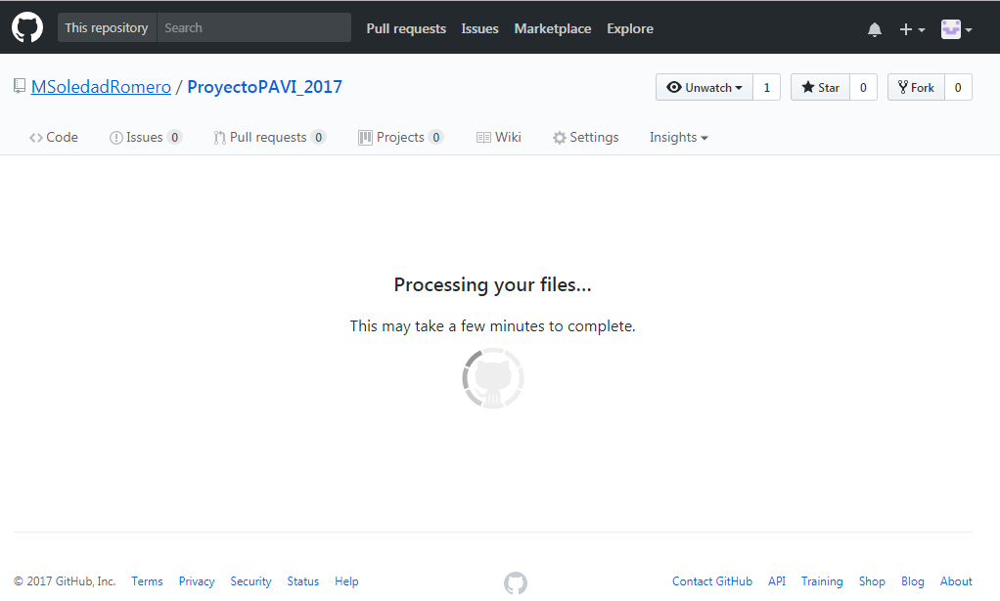 This repository Search Pull requests Issues Marketplace Explore
MSoledadRomero / ProyectoPAVI_2017 Unwatch 1 Star 0 Fork 0
Code Issues 0 Pull requests 0 Projects 0 Wiki Settings Insights
Processing your files…
This may take a few minutes to complete.
© 2017 GitHub, Inc. Terms Privacy Security Status Help Contact GitHub API Training Shop Blog About